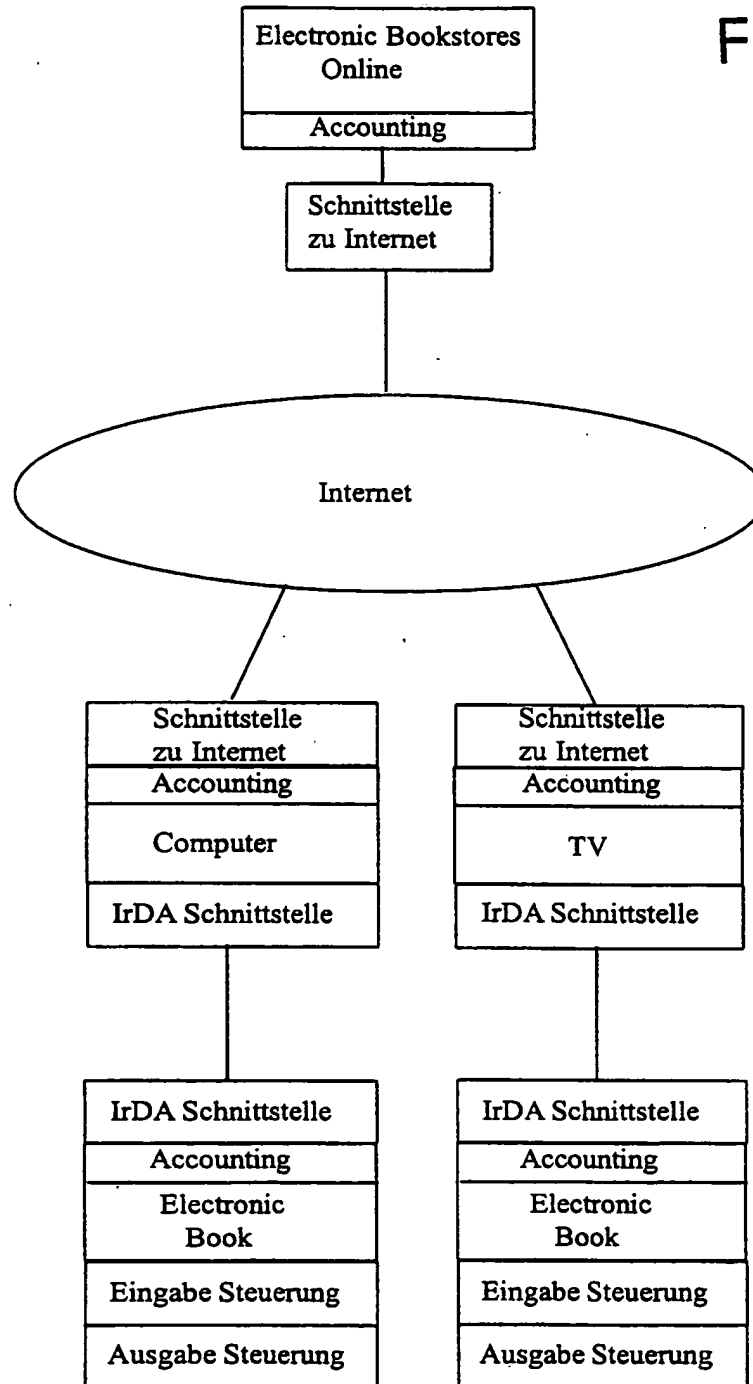 Electronic Bookstores
Online
F
Accounting
Schnittstelle
zu Internet
Internet
Schnittstelle
zu Internet
Accounting
Computer
IrDA Schnittstelle
Schnittstelle
zu Internet
Accounting
TV
IrDA Schnittstelle
IrDA Schnittstelle
Accounting
Electronic
Book
Eingabe Steuerung
Ausgabe Steuerung
IrDA Schnittstelle
Accounting
Electronic
Book
Eingabe Steuerung
Ausgabe Steuerung